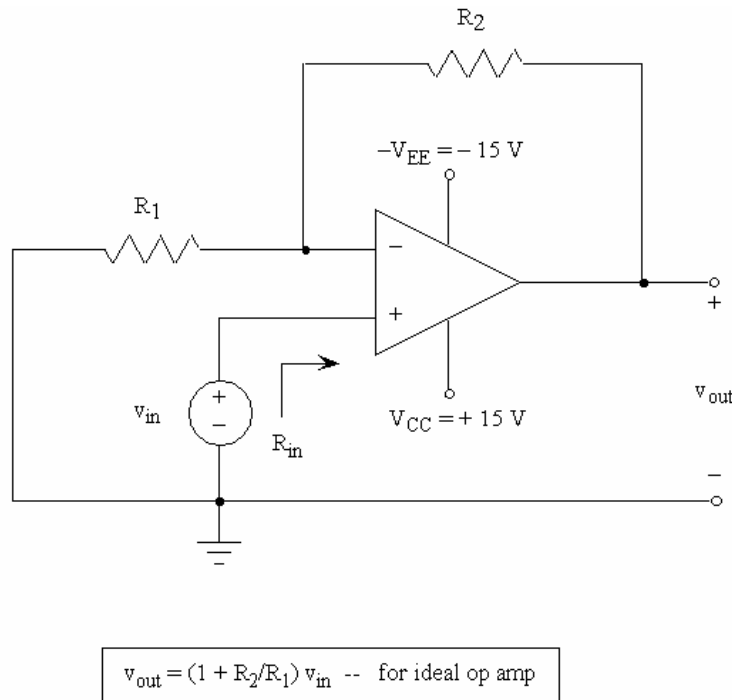 R2
–VEE = – 15 V
R1
−
+
+
vin
+
−
Rin
VCC = + 15 V
vout
−
vout = (1 + R2/R1) vin -- for ideal op amp